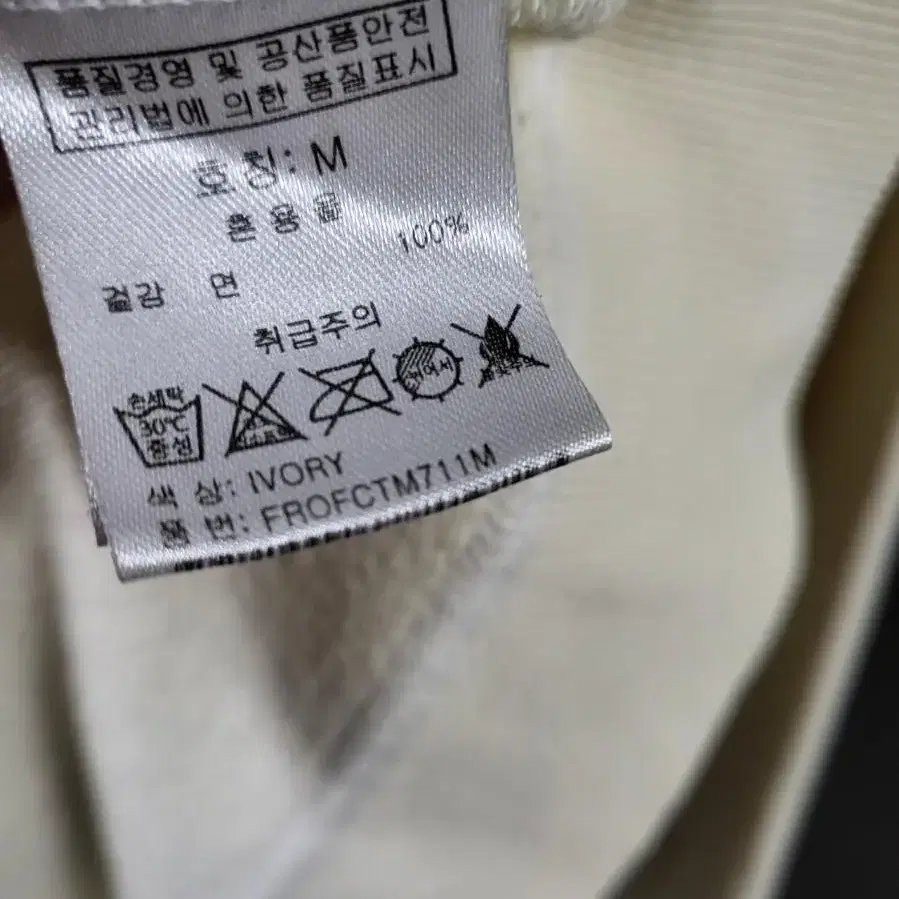 품질경영 및 공산품안전
관리법에 의한 품질표시
호칭: M
혼용률
100%
겉감 면
취급주의
손세탁
30℃
중성
색 상: IVORY
품 번: FROFCTM711M